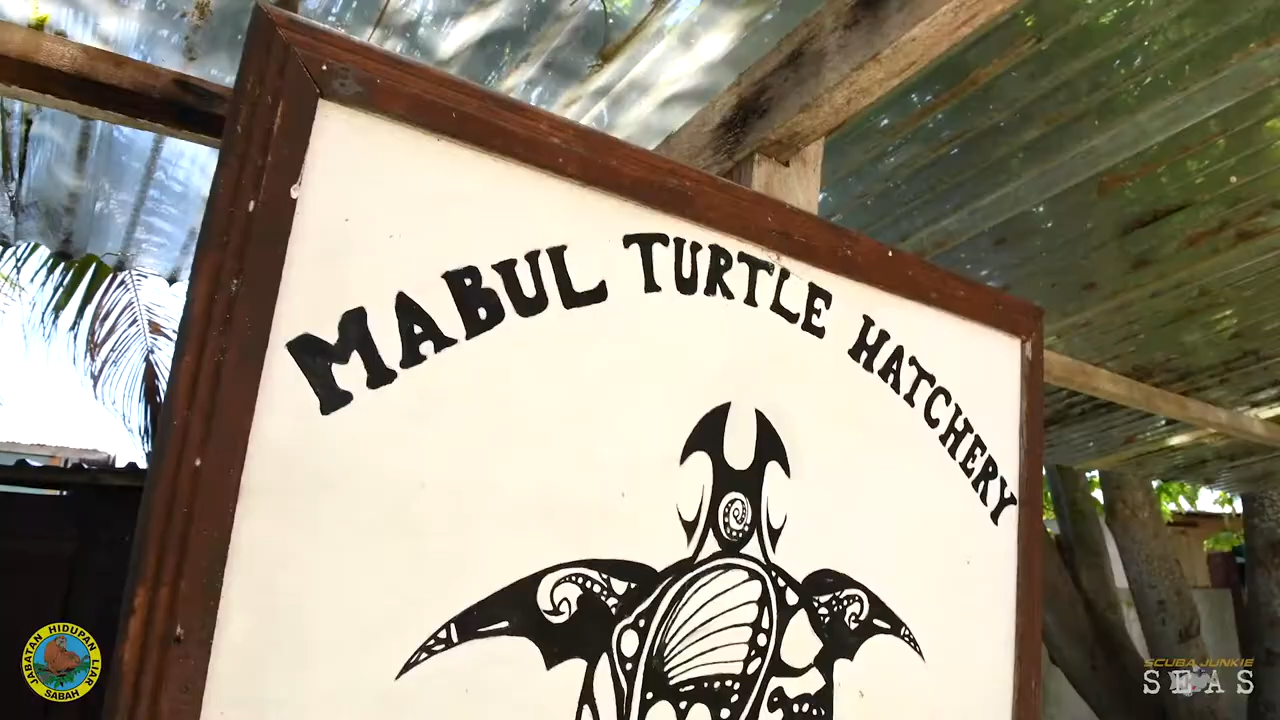 MABUL TURTLE HATCHERY
JABATAN HIDUPAN LIAR
SABAH
SCUBA JUNKIE
SEAS